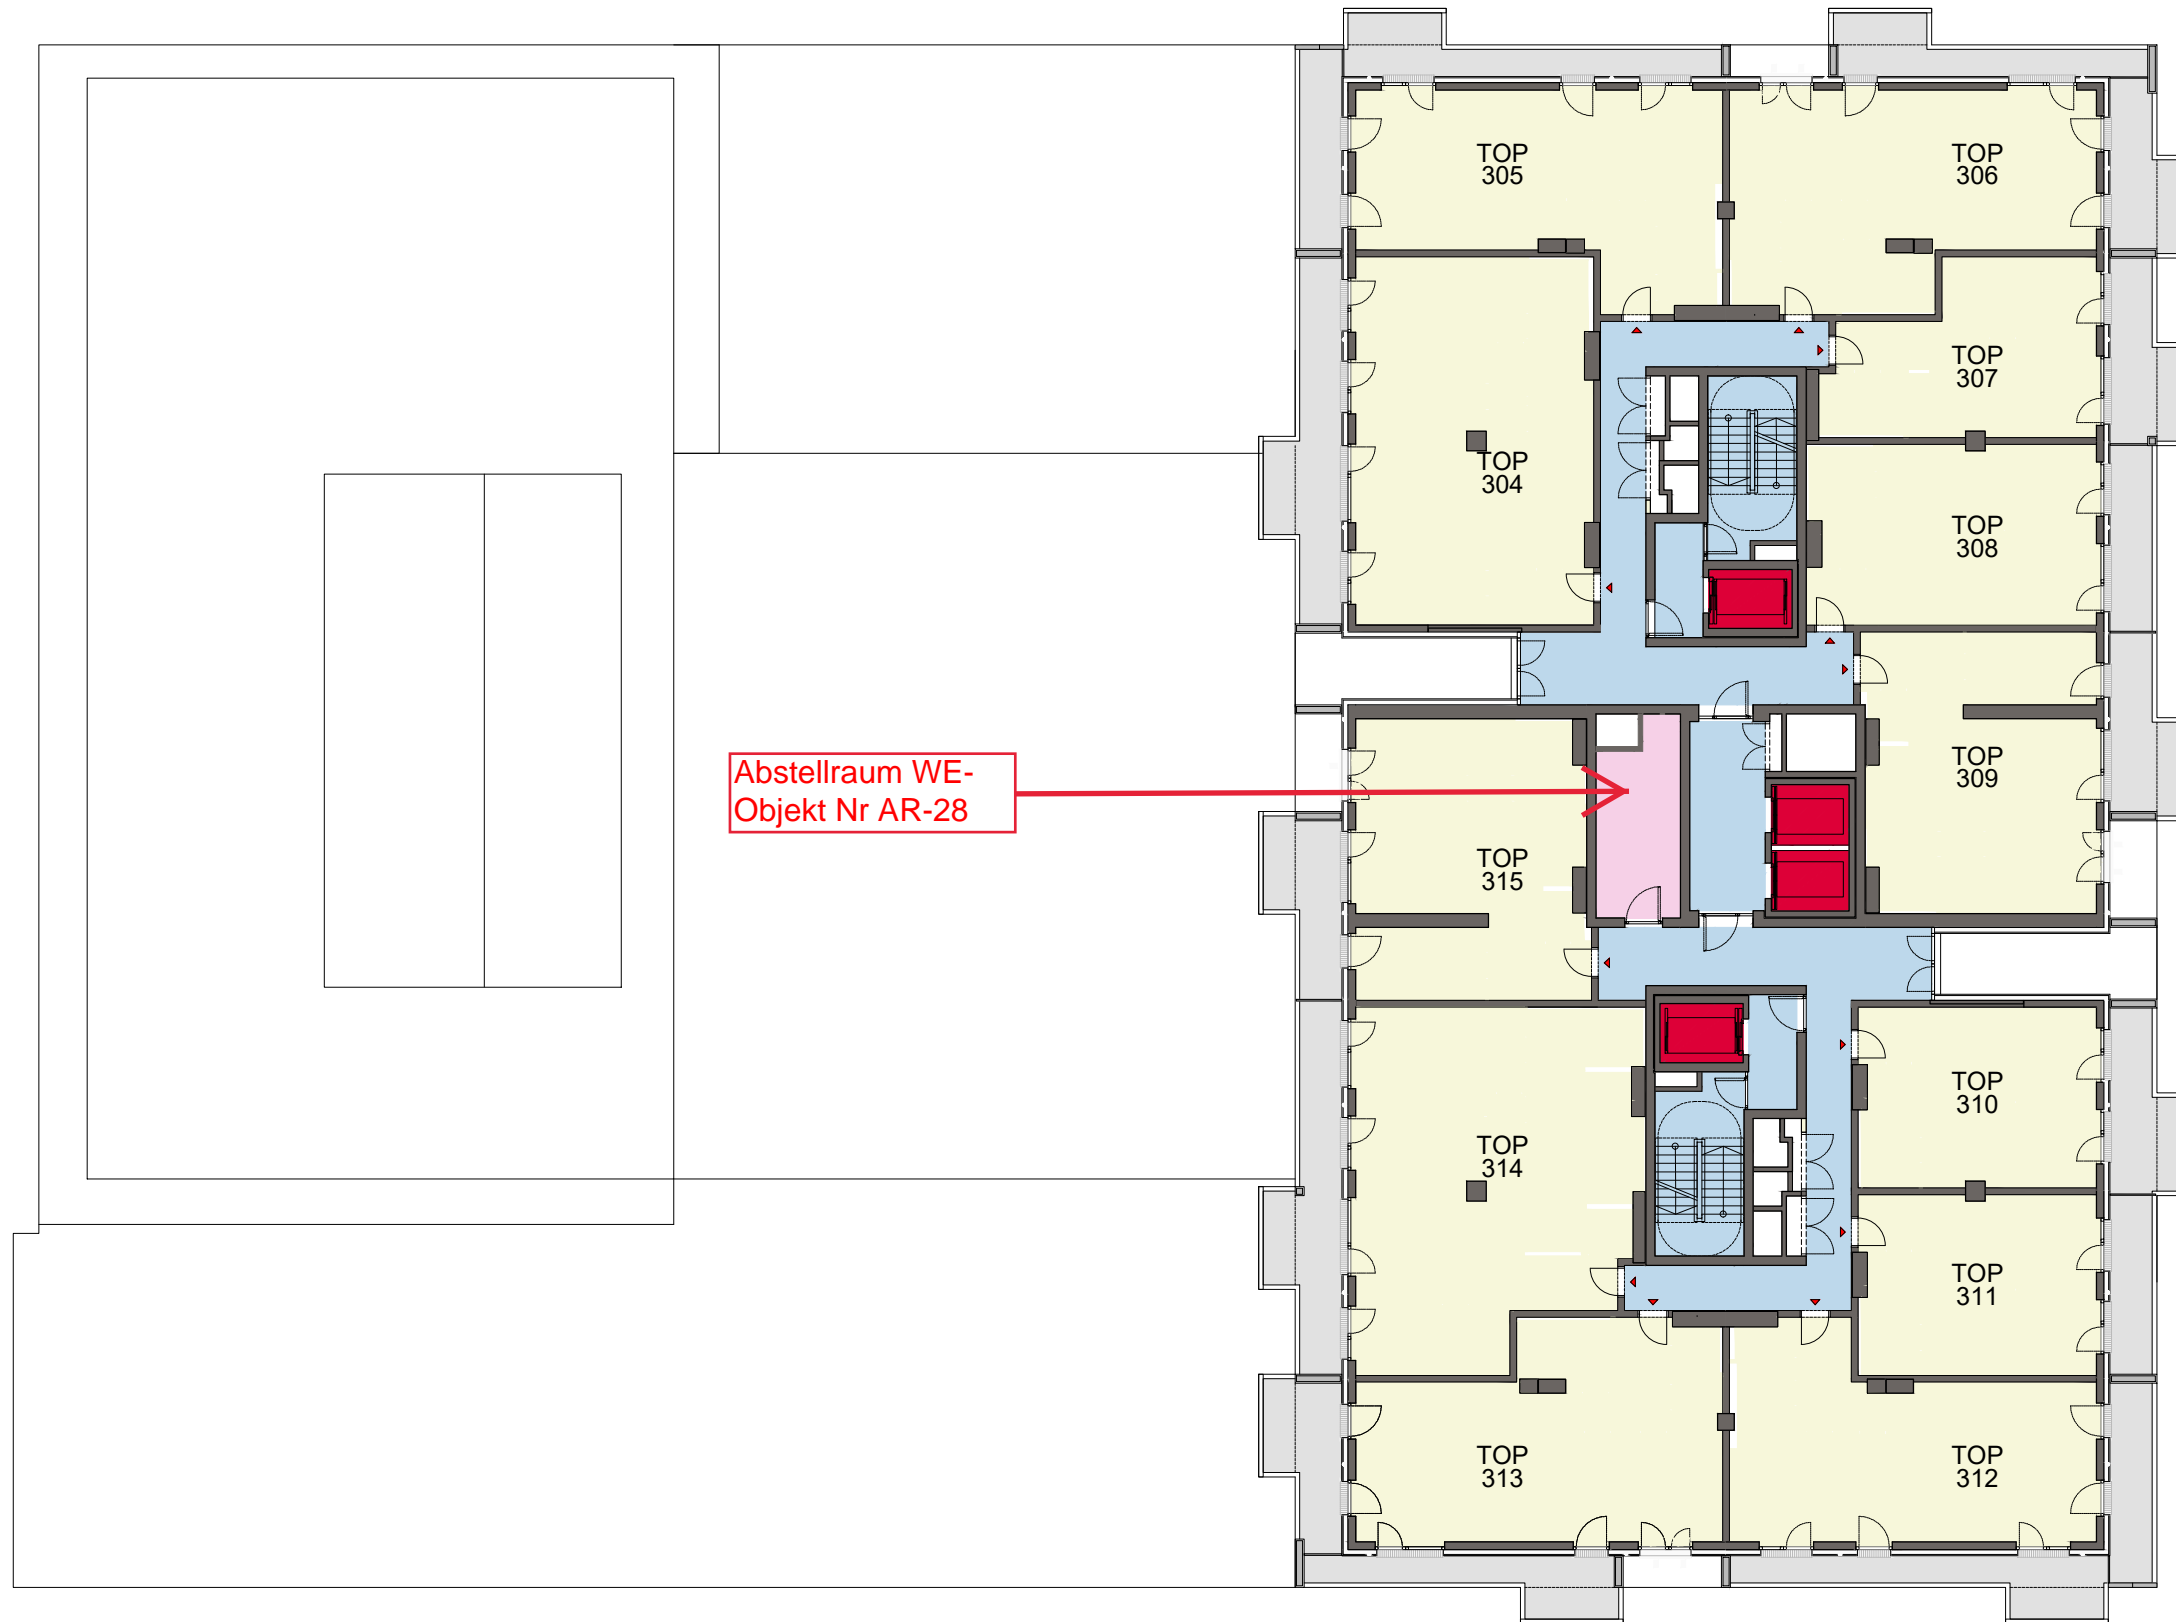 TOP
305
TOP
306
TOP
307
TOP
304
TOP
308
Abstellraum WE-
Objekt Nr AR-28
TOP
309
TOP
315
TOP
310
TOP
314
TOP
311
TOP
313
TOP
312